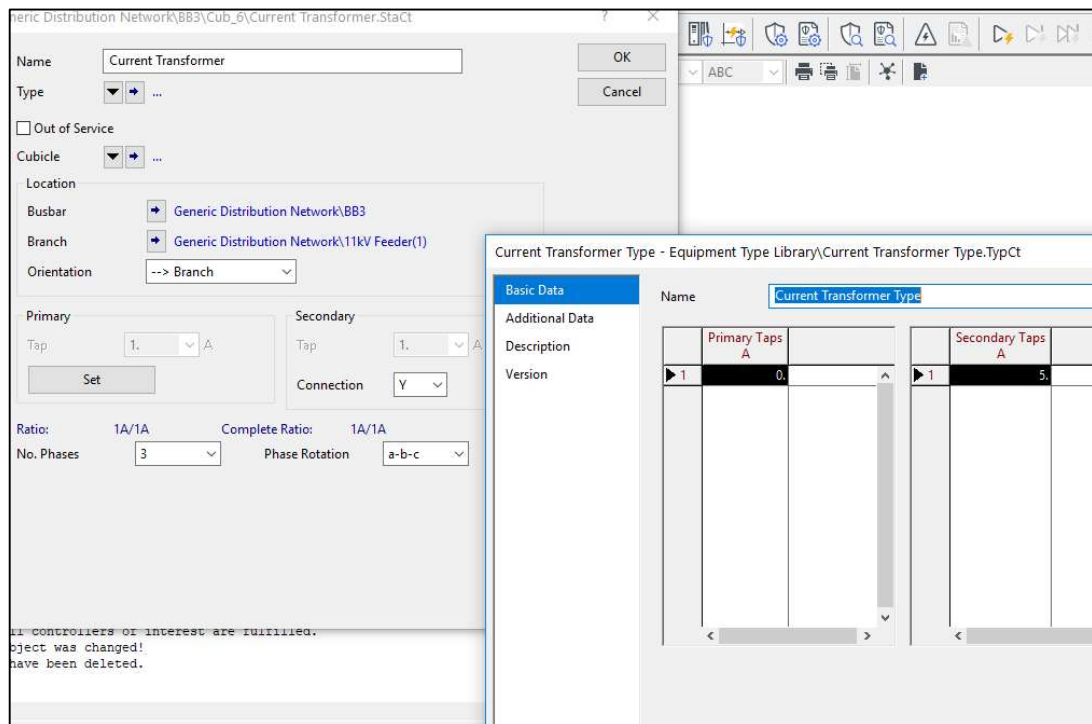 neric Distribution Network\BB3\Cub_6\Current Transformer.StaCt ? ×
Name Current Transformer OK
Type ... Cancel
Out of Service
Cubicle ...
Location
Busbar Generic Distribution Network\BB3
Branch Generic Distribution Network\11kV Feeder(1)
Orientation --> Branch
Primary
Tap 1. A
Set
Secondary
Tap 1. A
Connection Y
Ratio: 1A/1A Complete Ratio: 1A/1A
No. Phases 3 Phase Rotation a-b-c
ll controllers of interest are fulfilled.
bject was changed!
have been deleted.
ABC
Current Transformer Type - Equipment Type Library\Current Transformer Type.TypCt
Basic Data
Additional Data
Description
Version
Name Current Transformer Type
Primary Taps
A
1 0.
Secondary Taps
A
1 5.